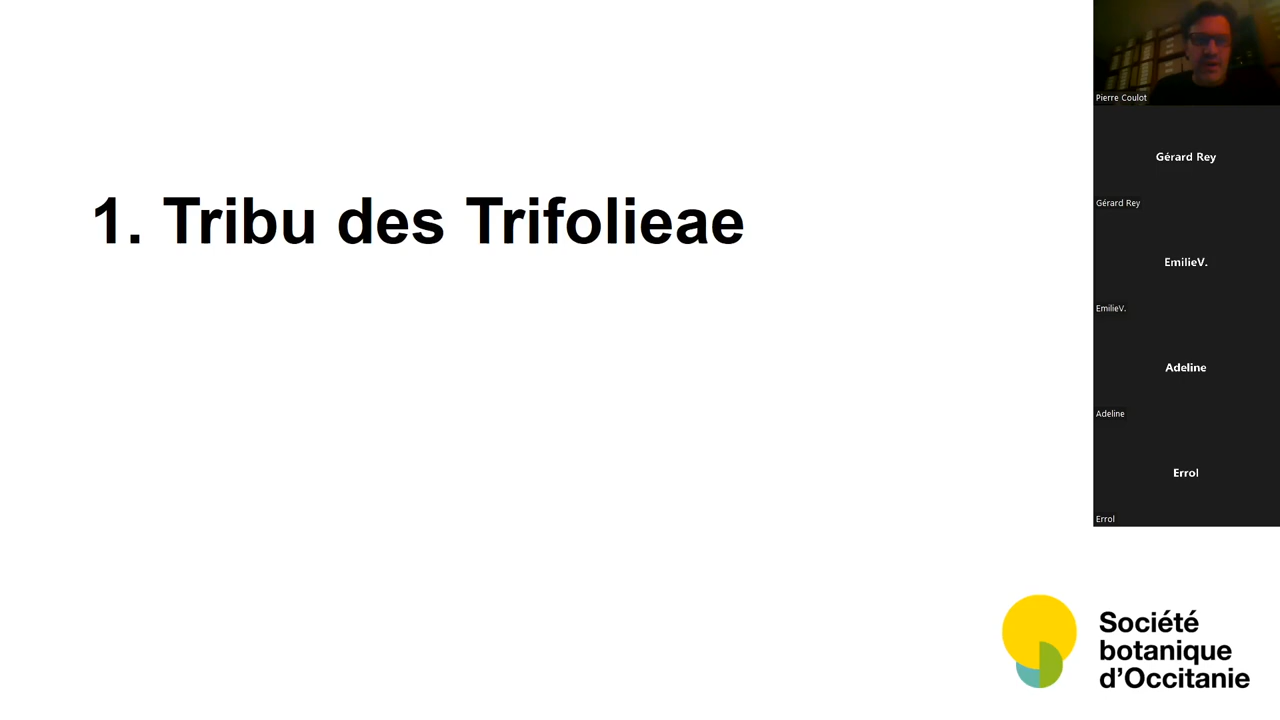 1. Tribu des Trifolieae
Pierre Coulot
Gérard Rey
Gérard Rey
EmilieV.
EmilieV.
Adeline
Adeline
Errol
Errol
Société
botanique
d'Occitanie